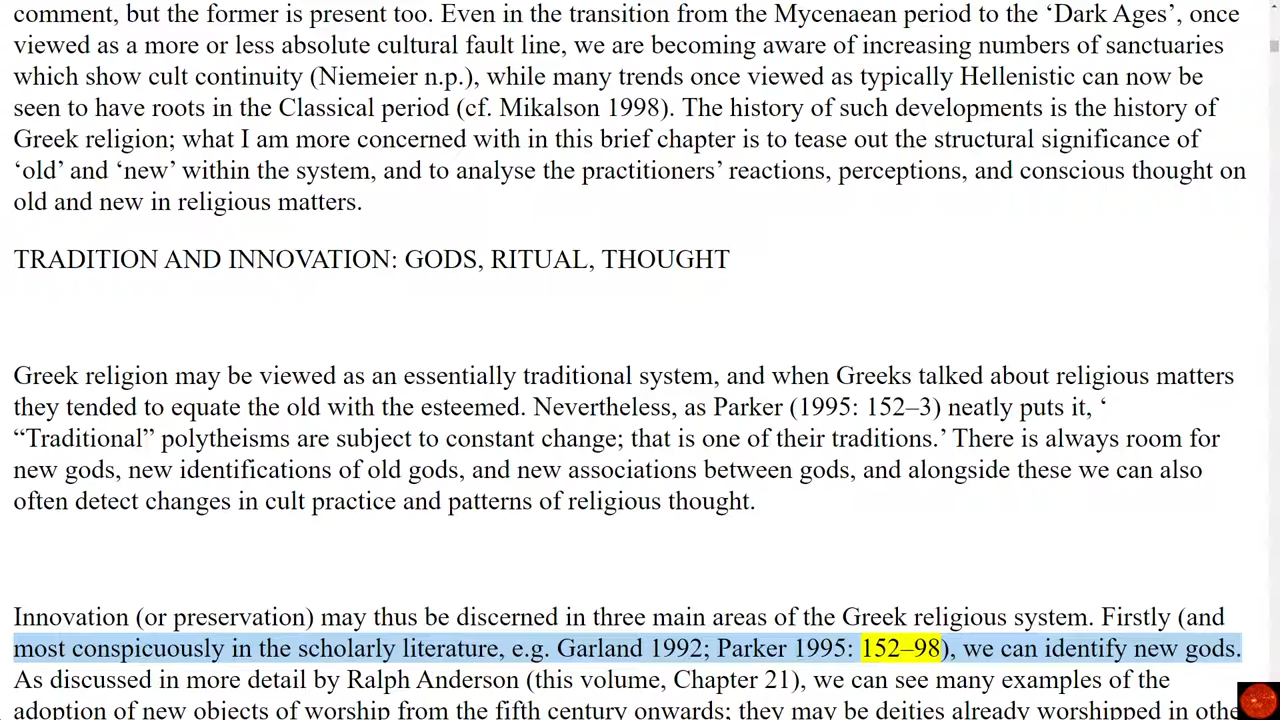 comment, but the former is present too. Even in the transition from the Mycenaean period to the ‘Dark Ages’, once
viewed as a more or less absolute cultural fault line, we are becoming aware of increasing numbers of sanctuaries
which show cult continuity (Niemeier n.p.), while many trends once viewed as typically Hellenistic can now be
seen to have roots in the Classical period (cf. Mikalson 1998). The history of such developments is the history of
Greek religion; what I am more concerned with in this brief chapter is to tease out the structural significance of
‘old’ and ‘new’ within the system, and to analyse the practitioners’ reactions, perceptions, and conscious thought on
old and new in religious matters.
TRADITION AND INNOVATION: GODS, RITUAL, THOUGHT
Greek religion may be viewed as an essentially traditional system, and when Greeks talked about religious matters
they tended to equate the old with the esteemed. Nevertheless, as Parker (1995: 152–3) neatly puts it, ‘
“Traditional” polytheisms are subject to constant change; that is one of their traditions.’ There is always room for
new gods, new identifications of old gods, and new associations between gods, and alongside these we can also
often detect changes in cult practice and patterns of religious thought.
Innovation (or preservation) may thus be discerned in three main areas of the Greek religious system. Firstly (and
most conspicuously in the scholarly literature, e.g. Garland 1992; Parker 1995: 152–98), we can identify new gods.
As discussed in more detail by Ralph Anderson (this volume, Chapter 21), we can see many examples of the
adoption of new objects of worship from the fifth century onwards; they may be deities already worshipped in othe